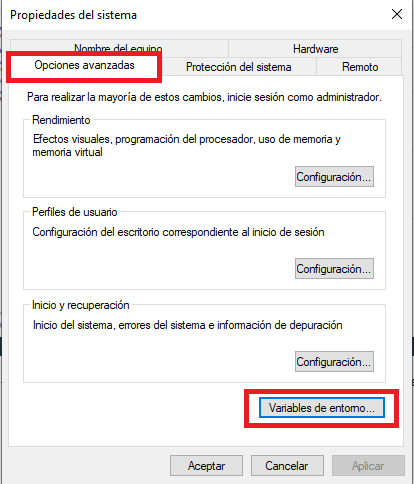 Propiedades del sistema
Nombre del equipo
Hardware
Opciones avanzadas
Protección del sistema
Remoto
Para realizar la mayoría de estos cambios, inicie sesión como administrador.
Rendimiento
Efectos visuales, programación del procesador, uso de memoria y
memoria virtual
Configuración...
Perfiles de usuario
Configuración del escritorio correspondiente al inicio de sesión
Configuración...
Inicio y recuperación
Inicio del sistema, errores del sistema e información de depuración
Configuración...
Variables de entorno...
Aceptar
Cancelar
Aplicar